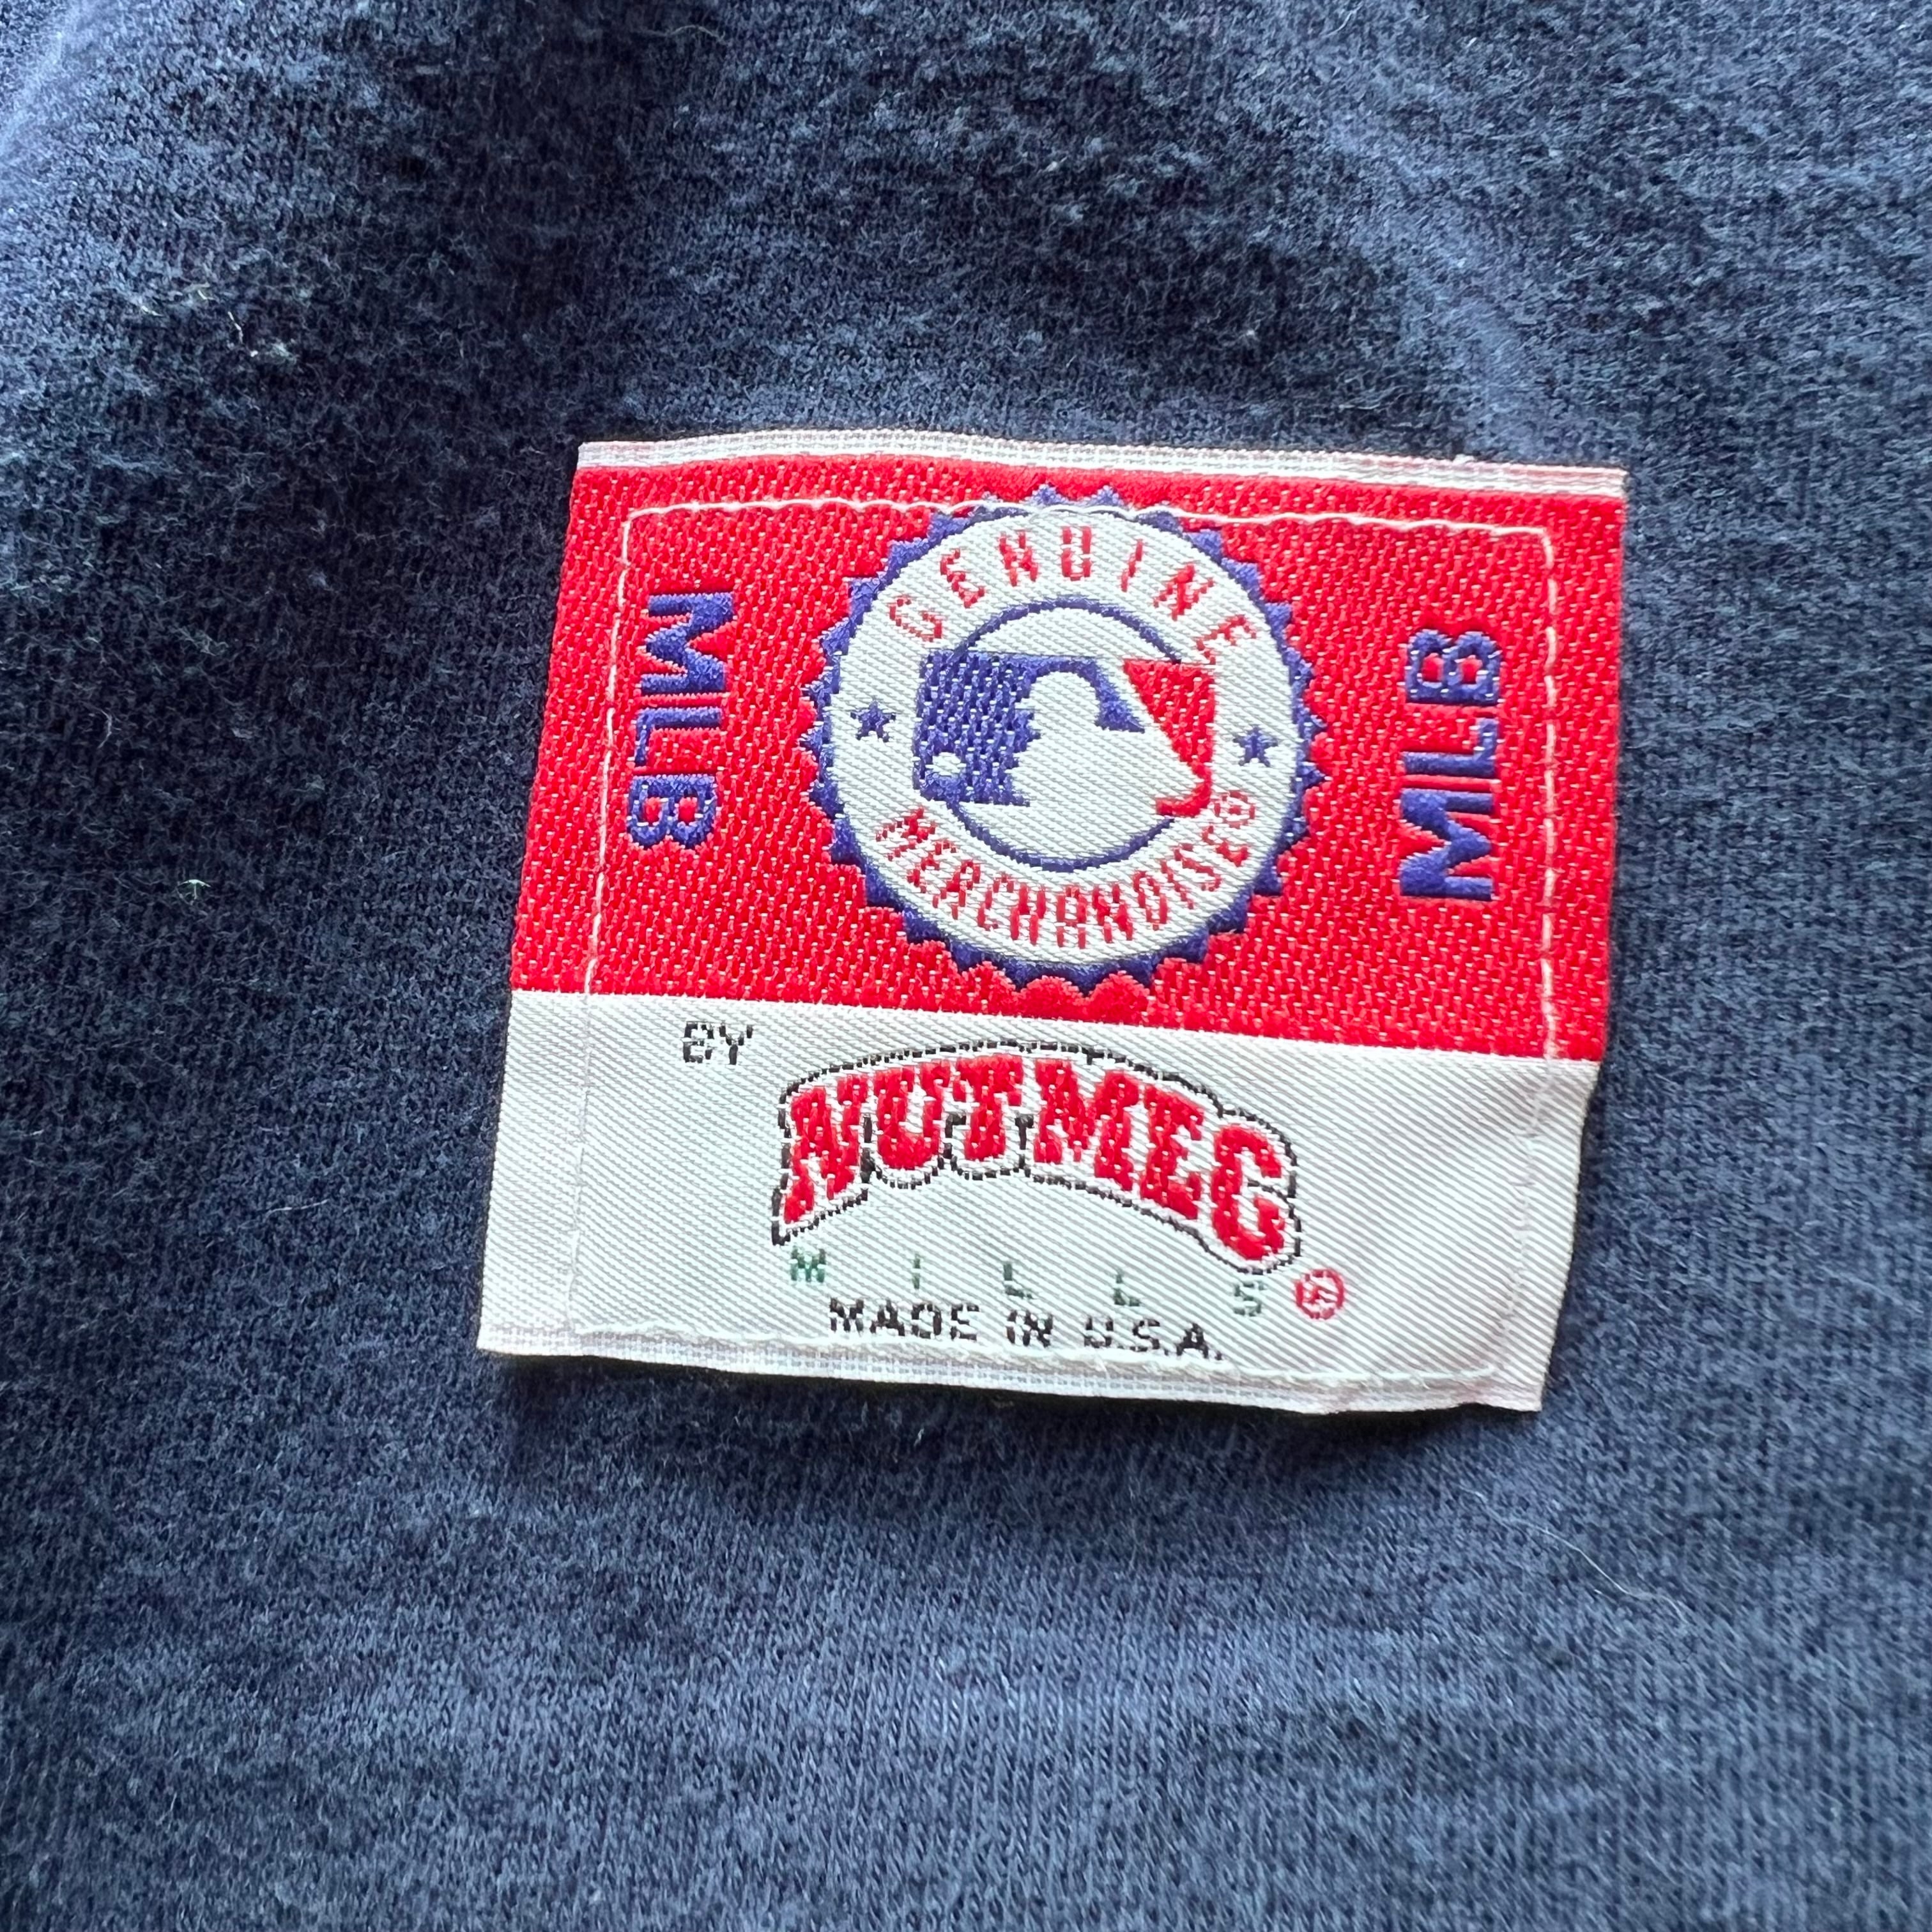 GENUINE
MLB
MLB
MERCHANDISE®
BY
NUTMEG
MILLS®
MADE IN U.S.A.